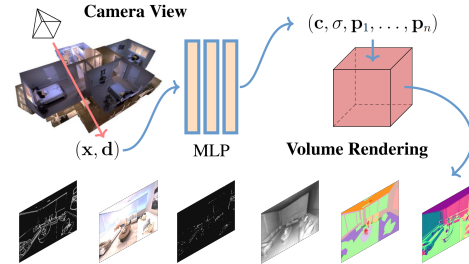 Camera View
(c, σ, p₁, . . . , pₙ)
(x, d)
MLP
Volume Rendering